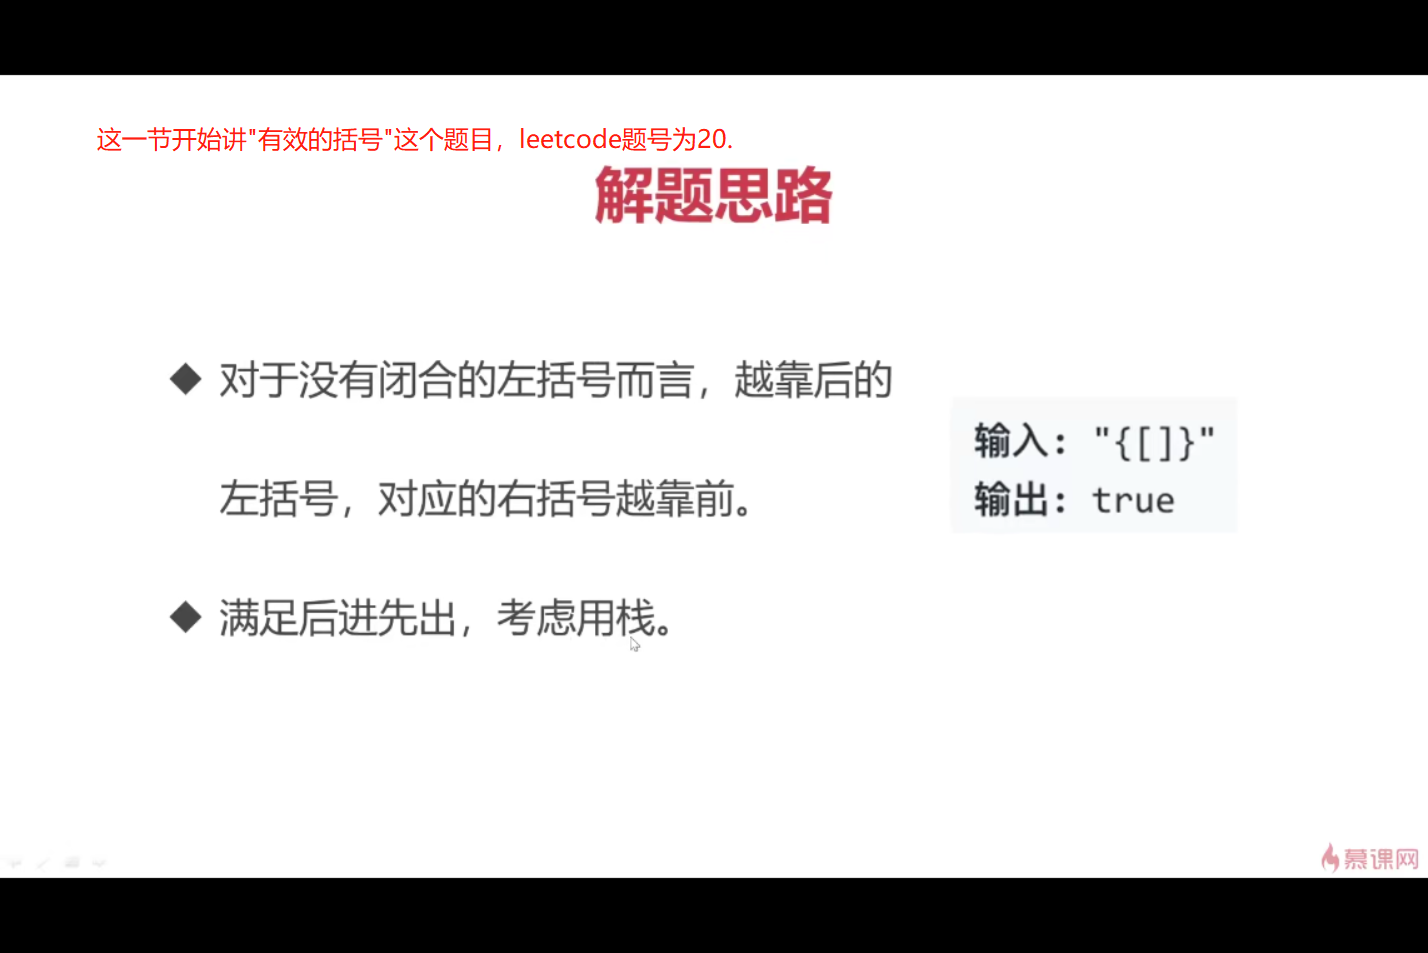 这一节开始讲"有效的括号"这个题目，leetcode题号为20.
解题思路
◆ 对于没有闭合的左括号而言，越靠后的
左括号，对应的右括号越靠前。
◆ 满足后进先出，考虑用栈。
输入: "{[]}"
输出: true
慕课网